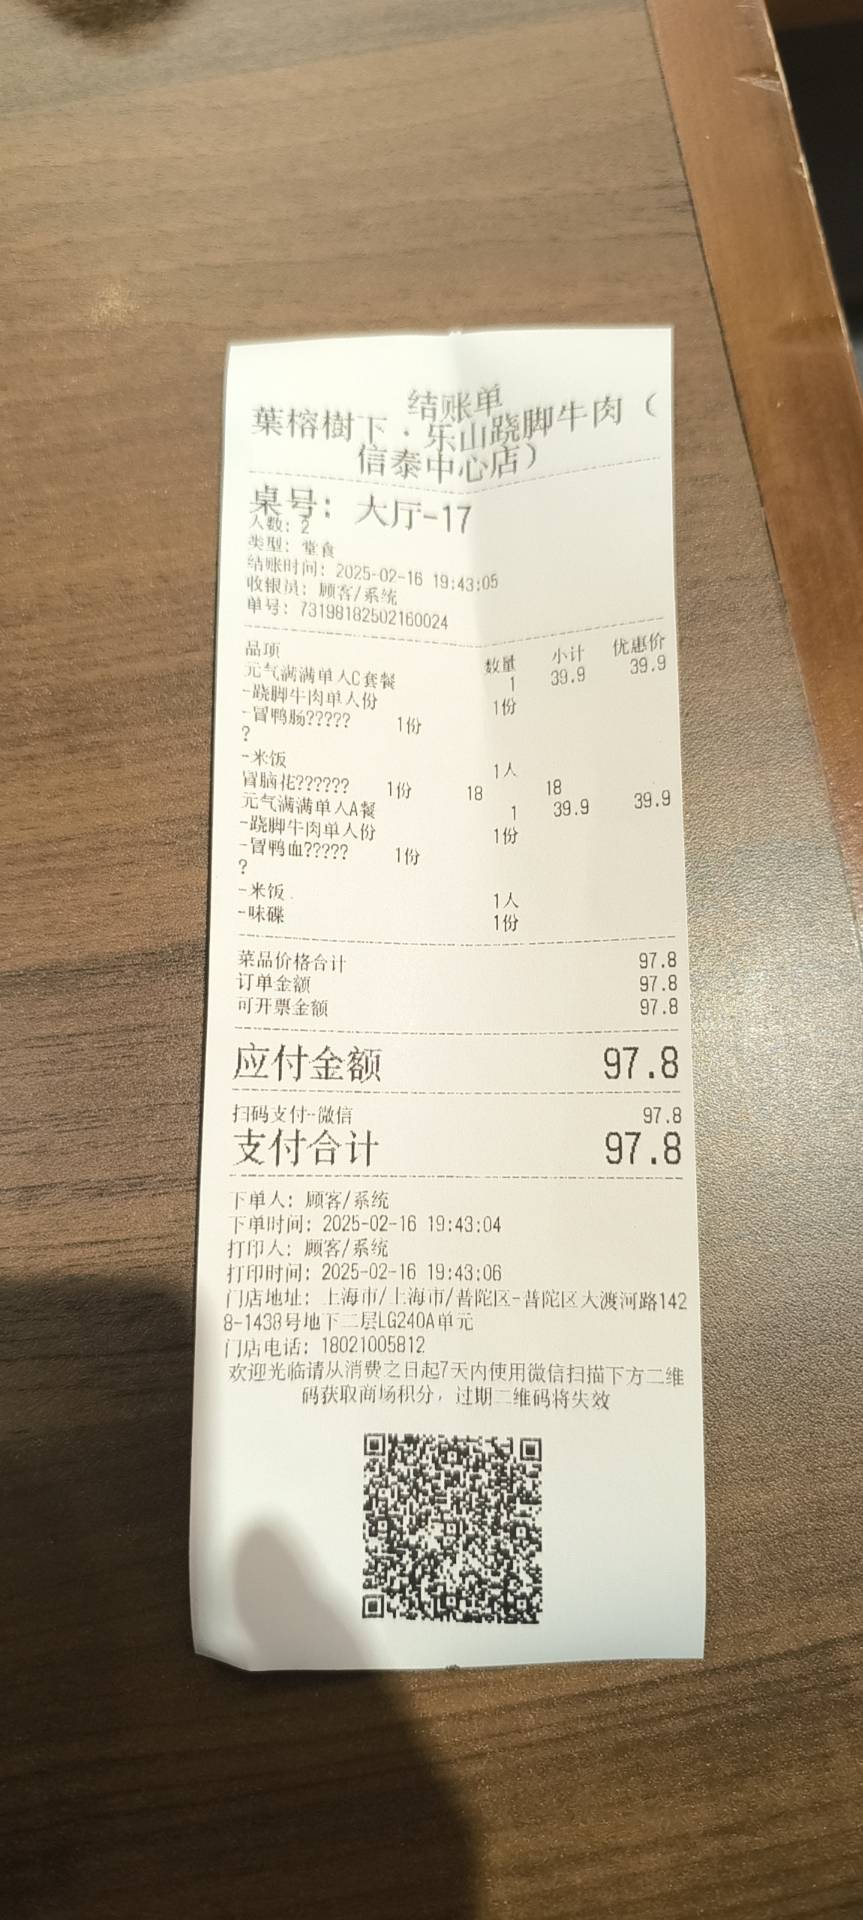 结账单
葉榕樹下·乐山跷脚牛肉（
信泰中心店）
桌号: 大厅-17
人数: 2
类型: 堂食
结账时间: 2025-02-16 19:43:05
收银员: 顾客/系统
单号: 73198182502160024
品项 数量 小计 优惠价
元气满满单人C套餐 1 39.9 39.9
-跷脚牛肉单人份 1份
-冒鸭肠????? 1份
?
-米饭 1人
冒脑花?????? 1份 18 18
元气满满单人A餐 1 39.9 39.9
-跷脚牛肉单人份 1份
-冒鸭血????? 1份
?
-米饭 1人
-味碟 1份
菜品价格合计 97.8
订单金额 97.8
可开票金额 97.8
应付金额 97.8
扫码支付-微信 97.8
支付合计 97.8
下单人: 顾客/系统
下单时间: 2025-02-16 19:43:04
打印人: 顾客/系统
打印时间: 2025-02-16 19:43:06
门店地址: 上海市/上海市/普陀区-普陀区大渡河路142
8-1438号地下二层LG240A单元
门店电话: 18021005812
欢迎光临请从消费之日起7天内使用微信扫描下方二维
码获取商场积分，过期二维码将失效